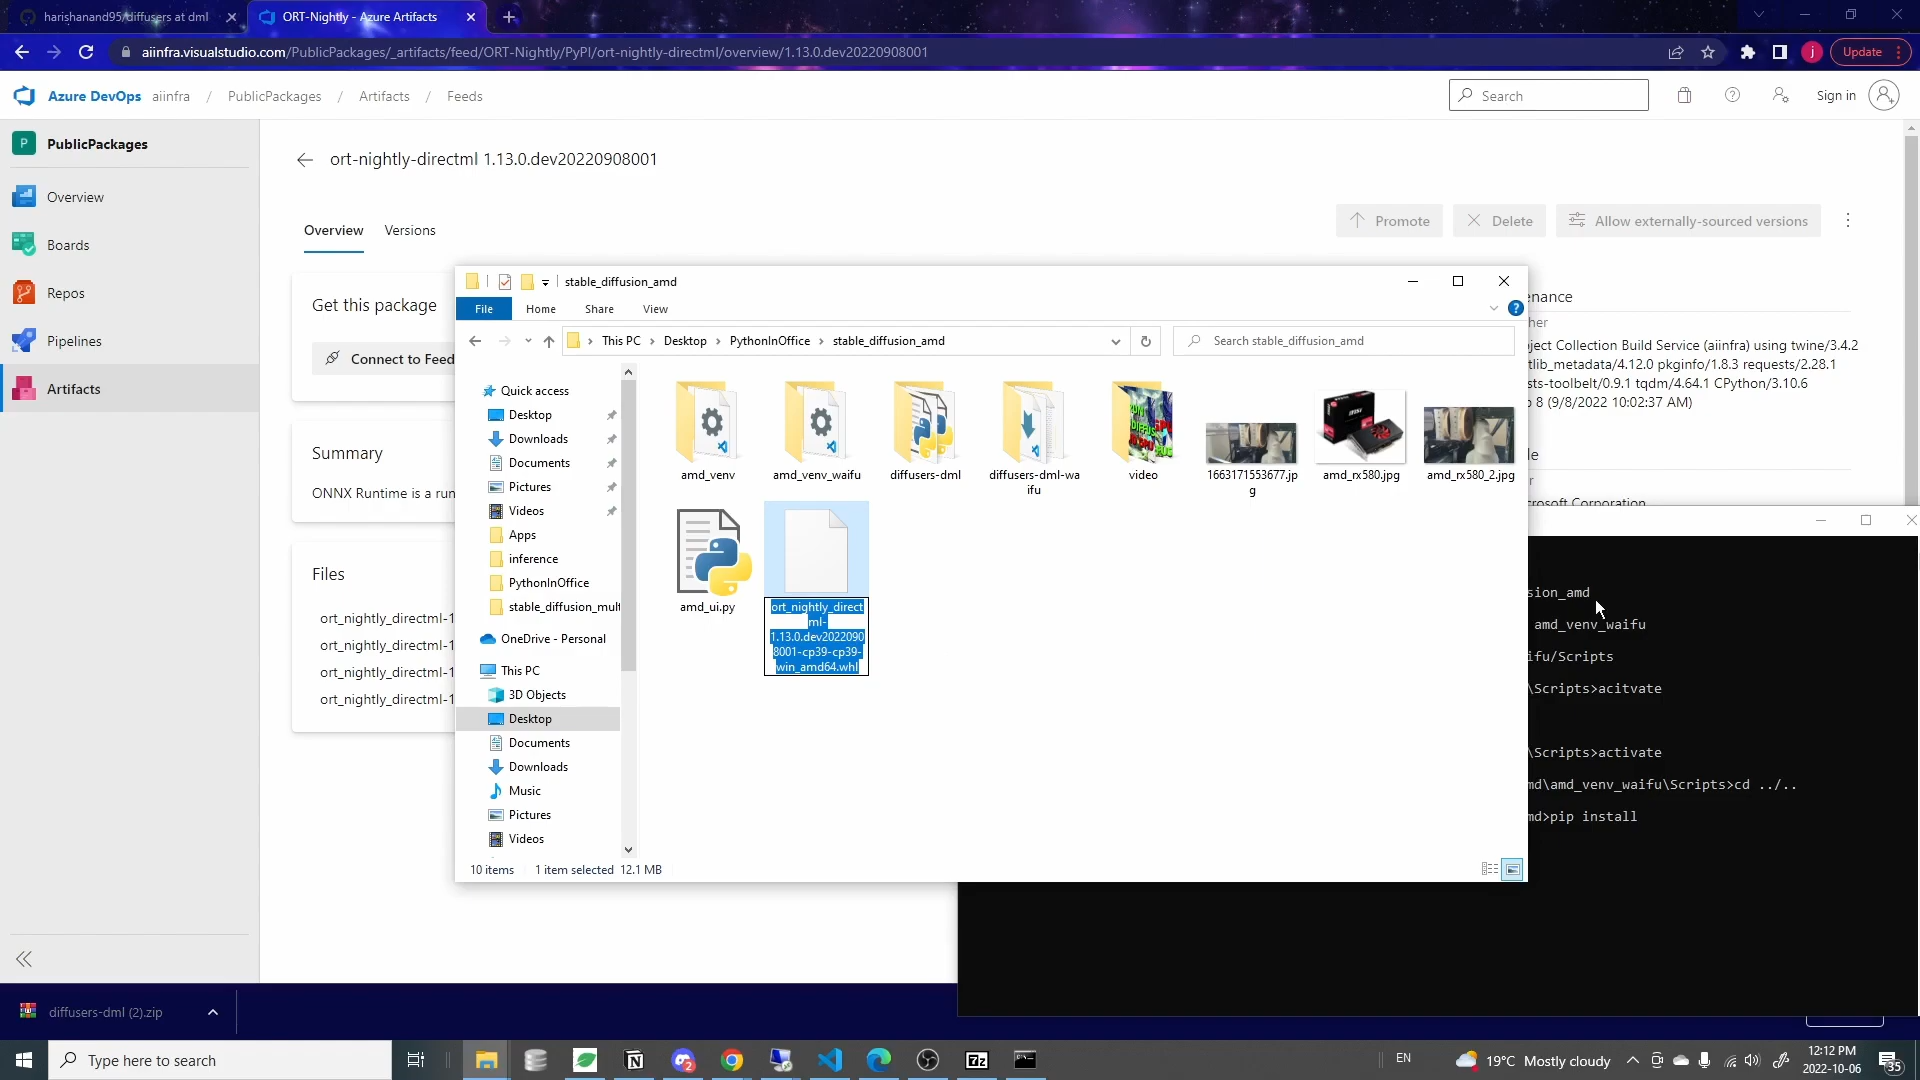 harishanand95/diffusers at dml
ORT-Nightly - Azure Artifacts
aiinfra.visualstudio.com/PublicPackages/_artifacts/feed/ORT-Nightly/PyPI/ort-nightly-directml/overview/1.13.0.dev20220908001
j
Update
Azure DevOps aiinfra / PublicPackages / Artifacts / Feeds
Search
Sign in
P PublicPackages
Overview
Boards
Repos
Pipelines
Artifacts
ort-nightly-directml 1.13.0.dev20220908001
Overview Versions
Promote
Delete
Allow externally-sourced versions
Get this package
Connect to Feed
Summary
ONNX Runtime is a run
Files
ort_nightly_directml-1
ort_nightly_directml-1
ort_nightly_directml-1
ort_nightly_directml-1
enance
her
ject Collection Build Service (aiinfra) using twine/3.4.2
tlib_metadata/4.12.0 pkginfo/1.8.3 requests/2.28.1
sts-toolbelt/0.9.1 tqdm/4.64.1 CPython/3.10.6
8 (9/8/2022 10:02:37 AM)
rosoft Corporation
stable_diffusion_amd
File Home Share View
This PC > Desktop > PythonInOffice > stable_diffusion_amd
Search stable_diffusion_amd
Quick access
Desktop
Downloads
Documents
Pictures
Videos
Apps
inference
PythonInOffice
stable_diffusion_mult
OneDrive - Personal
This PC
3D Objects
Desktop
Documents
Downloads
Music
Pictures
Videos
amd_venv
amd_venv_waifu
diffusers-dml
diffusers-dml-wa
ifu
video
1663171553677.jp
g
amd_rx580.jpg
amd_rx580_2.jpg
amd_ui.py
ort_nightly_direct
ml-
1.13.0.dev2022090
8001-cp39-cp39-
win_amd64.whl
10 items 1 item selected 12.1 MB
sion_amd
amd_venv_waifu
ifu/Scripts
\Scripts>acitvate
\Scripts>activate
md\amd_venv_waifu\Scripts>cd ../..
md>pip install
diffusers-dml (2).zip
Type here to search
2
7z
EN
19°C Mostly cloudy
12:12 PM
2022-10-06
35